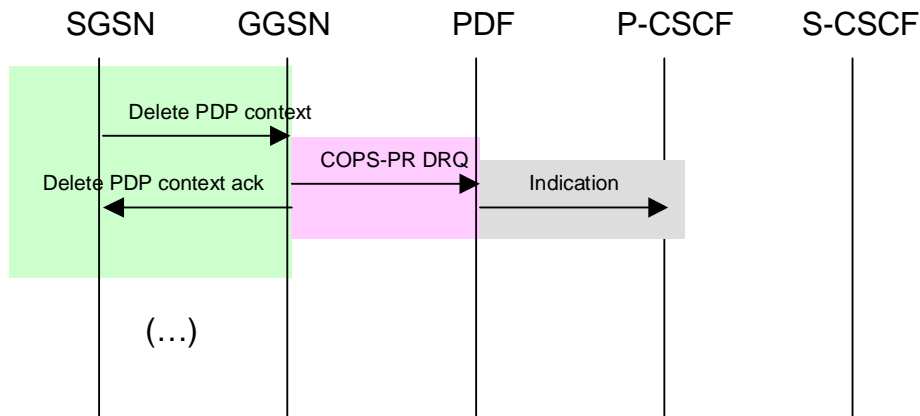 SGSN GGSN PDF P-CSCF S-CSCF
Delete PDP context
COPS-PR DRQ
Delete PDP context ack
Indication
(…)